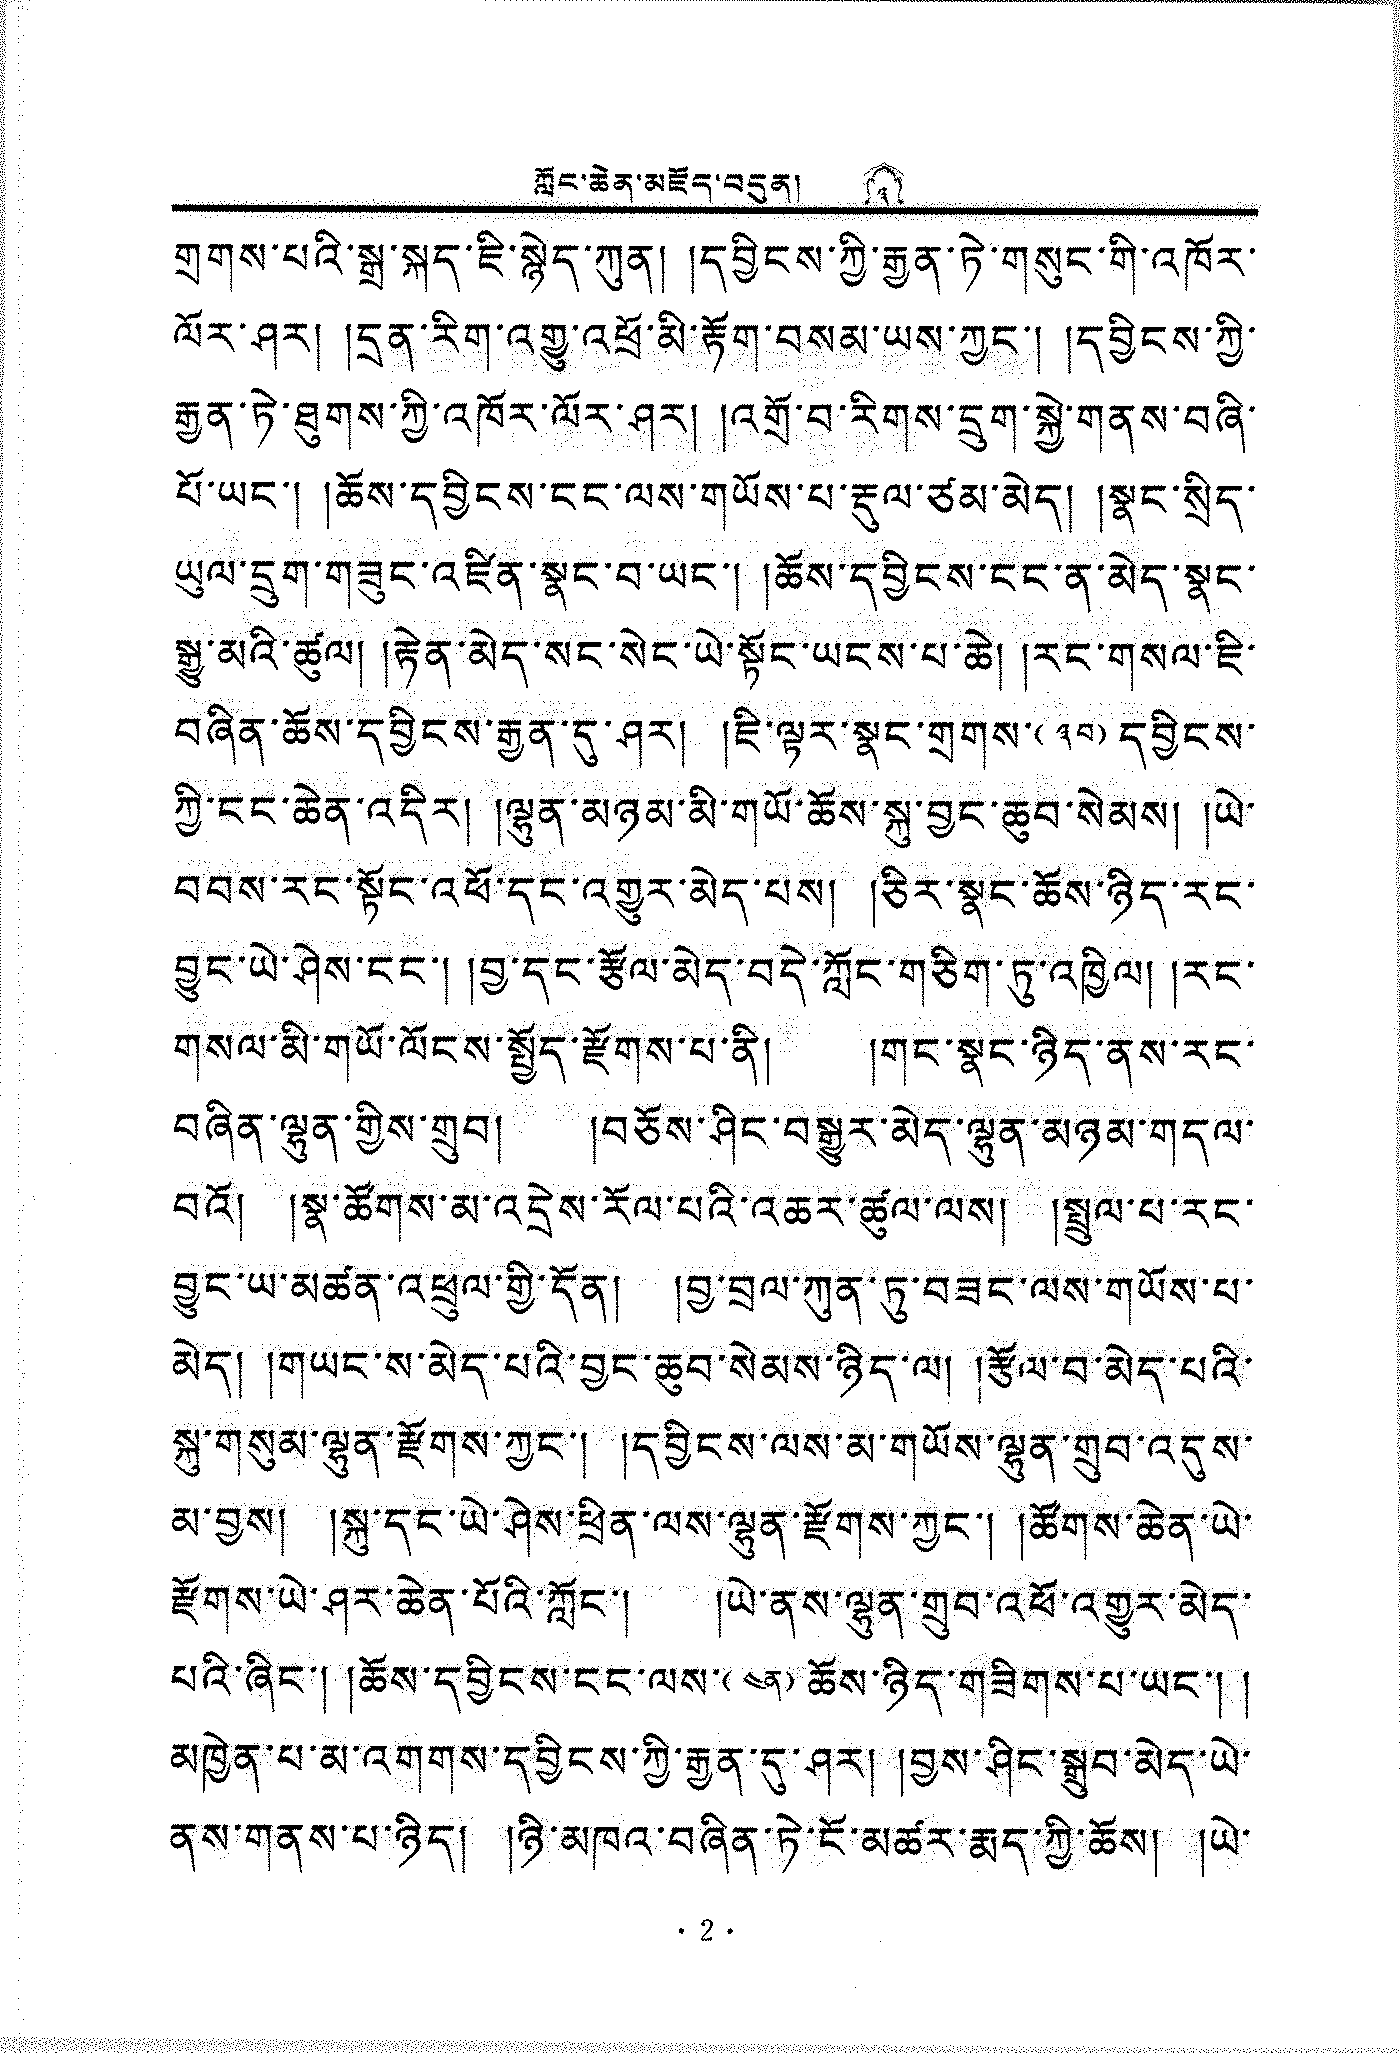 ཀློང་ཆེན་མཛོད་བདུན། ༼༣༽
གྲགས་པའི་སྒྲ་སྐད་ཇི་སྙེད་ཀུན། །དབྱིངས་ཀྱི་རྒྱན་ཏེ་གསུང་གི་འཁོར་
ལོར་ཤར། །དྲན་རིག་འགྱུ་འཕྲོ་མི་རྟོག་བསམ་ཡས་ཀྱང་། །དབྱིངས་ཀྱི་
རྒྱན་ཏེ་ཐུགས་ཀྱི་འཁོར་ལོར་ཤར། །འགྲོ་བ་རིགས་དྲུག་སྐྱེ་གནས་བཞི་
པོ་ཡང་། །ཆོས་དབྱིངས་ངང་ལས་གཡོས་པ་རྡུལ་ཙམ་མེད། །སྣང་སྲིད་
ཡུལ་དྲུག་གཟུང་འཛིན་སྣང་བ་ཡང་། །ཆོས་དབྱིངས་ངང་ན་མེད་སྣང་
སྒྱུ་མའི་ཚུལ། །རྟེན་མེད་སང་སེང་ཡེ་སྟོང་ཡངས་པ་ཆེ། །རང་གསལ་ཇི་
བཞིན་ཆོས་དབྱིངས་རྒྱན་དུ་ཤར། །ཇི་ལྟར་སྣང་གྲགས་(༣བ)དབྱིངས་
ཀྱི་ངང་ཆེན་འདིར། །ལྷུན་མཉམ་མི་གཡོ་ཆོས་སྐུ་བྱང་ཆུབ་སེམས། །ཡེ་
བབས་རང་སྟོང་འཕོ་དང་འགྱུར་མེད་པས། །ཅིར་སྣང་ཆོས་ཉིད་རང་
བྱུང་ཡེ་ཤེས་ངང་། །བྱ་དང་རྩོལ་མེད་བདེ་ཀློང་གཅིག་ཏུ་འཁྱིལ། །རང་
གསལ་མི་གཡོ་ལོངས་སྤྱོད་རྫོགས་པ་ནི། །གང་སྣང་ཉིད་ནས་རང་
བཞིན་ལྷུན་གྱིས་གྲུབ། །བཅོས་ཤིང་བསྒྱུར་མེད་ལྷུན་མཉམ་གདལ་
བའོ། །སྣ་ཚོགས་མ་འདྲེས་རོལ་པའི་འཆར་ཚུལ་ལས། །སྤྲུལ་པ་རང་
བྱུང་ཡ་མཚན་འཕྲུལ་གྱི་དོན། །བྱ་བྲལ་ཀུན་ཏུ་བཟང་ལས་གཡོས་པ་
མེད། །གཡང་ས་མེད་པའི་བྱང་ཆུབ་སེམས་ཉིད་ལ། །རྩོལ་བ་མེད་པའི་
སྐུ་གསུམ་ལྷུན་རྫོགས་ཀྱང་། །དབྱིངས་ལས་མ་གཡོས་ལྷུན་གྲུབ་འདུས་
མ་བྱས། །སྐུ་དང་ཡེ་ཤེས་ཕྲིན་ལས་ལྷུན་རྫོགས་ཀྱང་། །ཚོགས་ཆེན་ཡེ་
རྫོགས་ཡེ་ཤར་ཆེན་པོའི་ཀློང་། །ཡེ་ནས་ལྷུན་གྲུབ་འཕོ་འགྱུར་མེད་
པའི་ཞིང་། །ཆོས་དབྱིངས་ངང་ལས་(༤ན)ཆོས་ཉིད་གཟིགས་པ་ཡང་། །
མཁྱེན་པ་མ་འགགས་དབྱིངས་ཀྱི་རྒྱན་དུ་ཤར། །བྱས་ཤིང་སྒྲུབ་མེད་ཡེ་
ནས་གནས་པ་ཉིད། །ཉི་མཁའ་བཞིན་ཏེ་ངོ་མཚར་རྨད་ཀྱི་ཆོས། །ཡེ་
· 2 ·